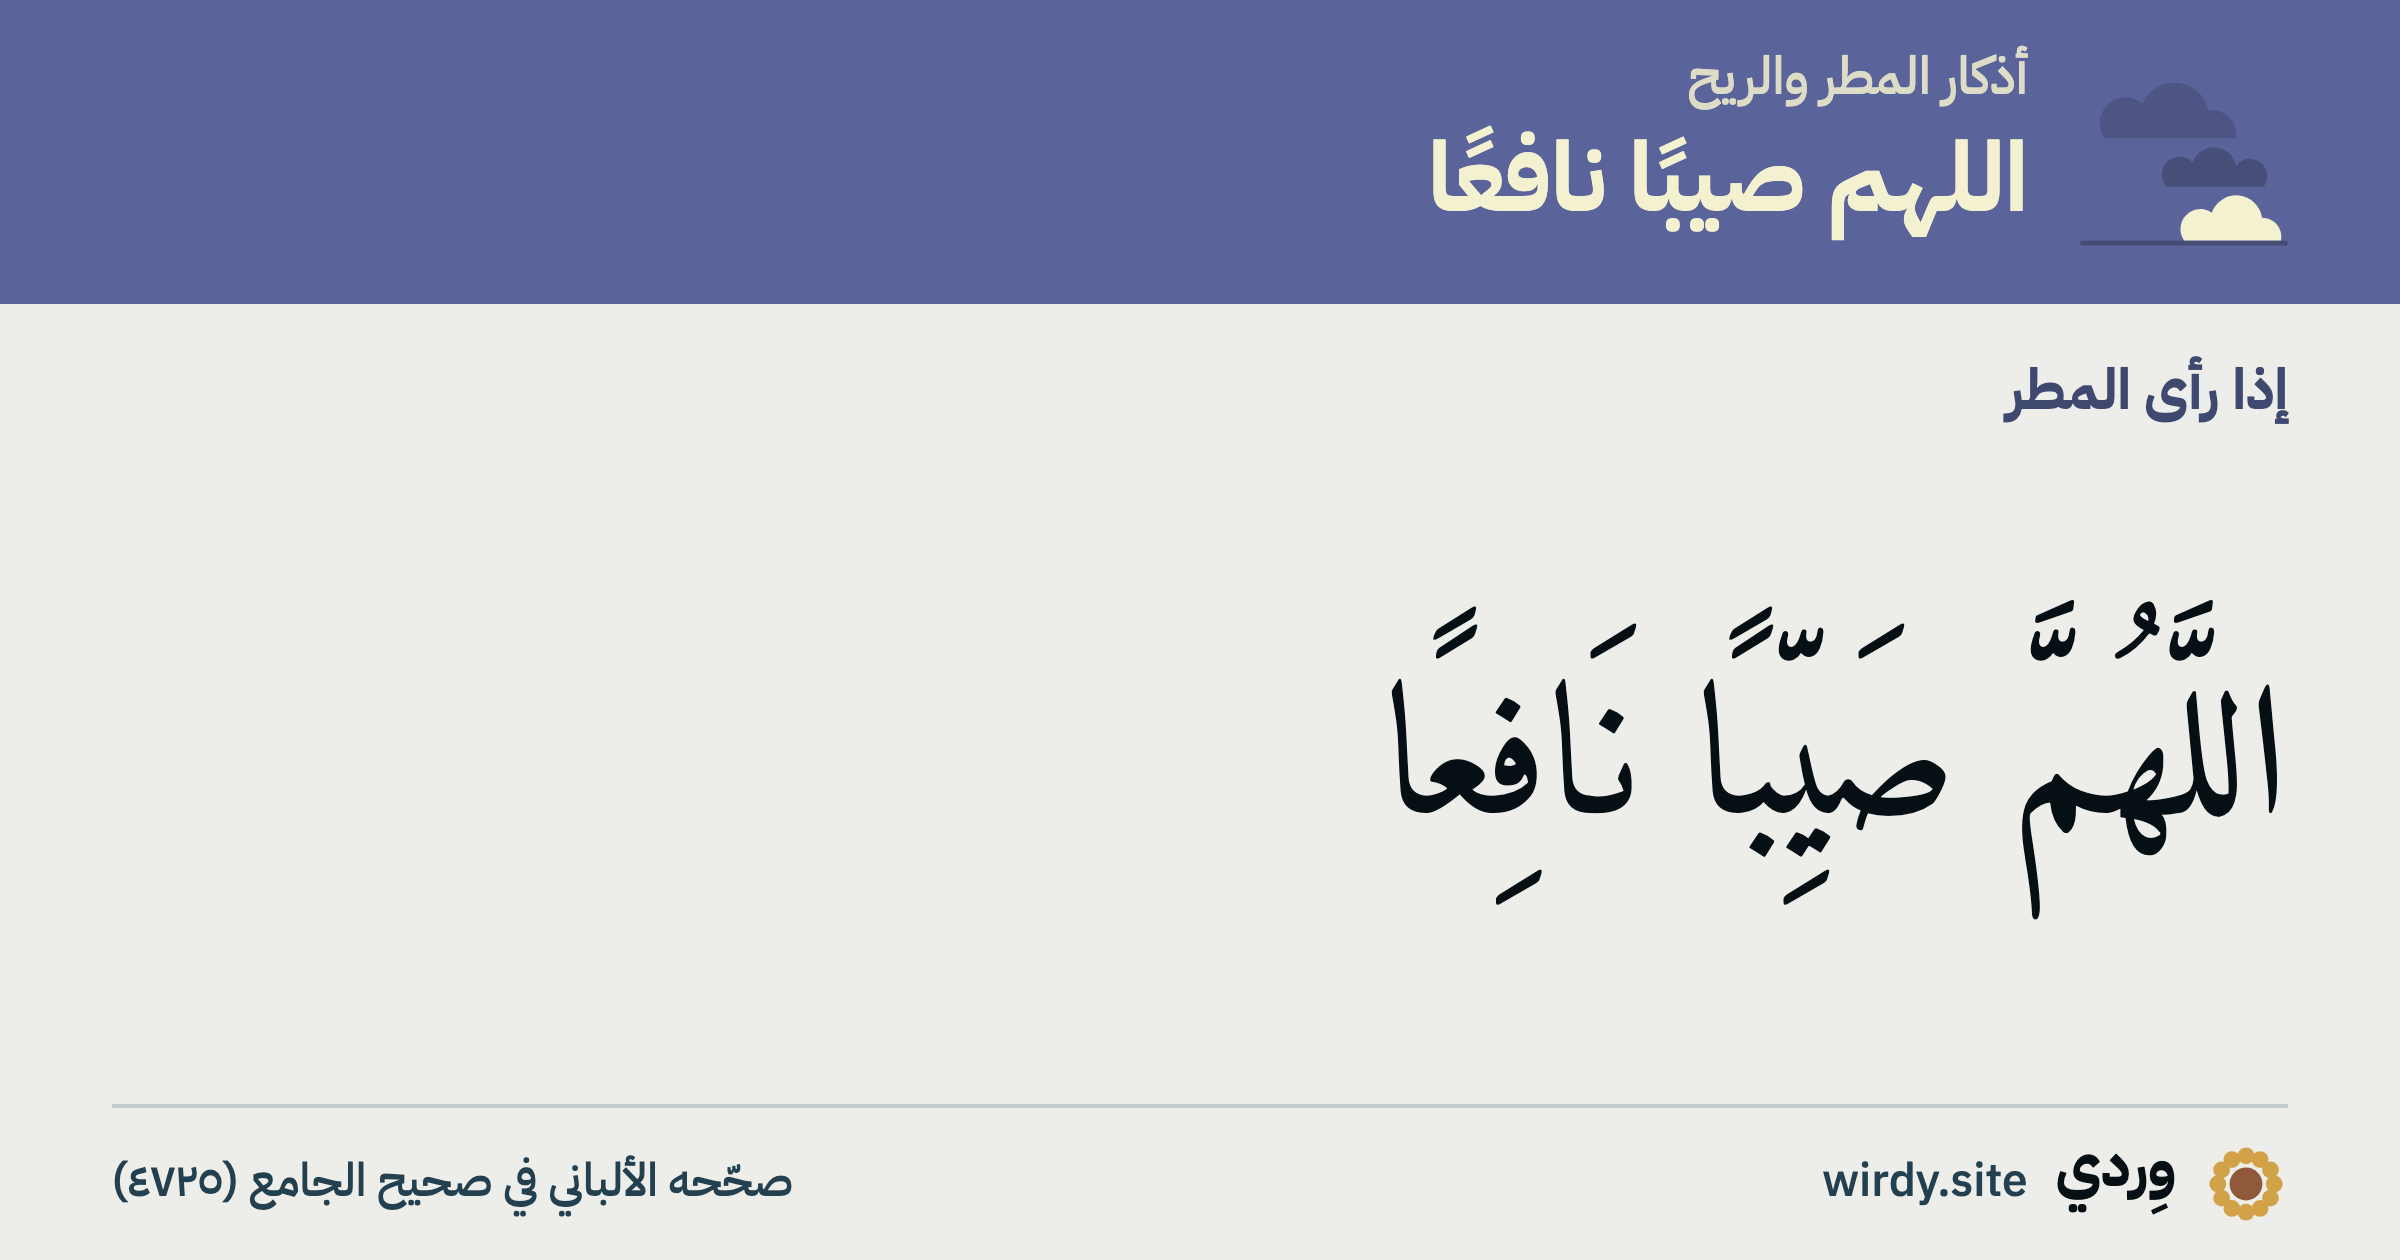 أذكار المطر والريح
اللهم صيبًا نافعًا
إذا رأى المطر
اللَّهُمَّ صَيِّبًا نَافِعًا
وِردي wirdy.site
صحّحه الألباني في صحيح الجامع (٤٧٢٥)